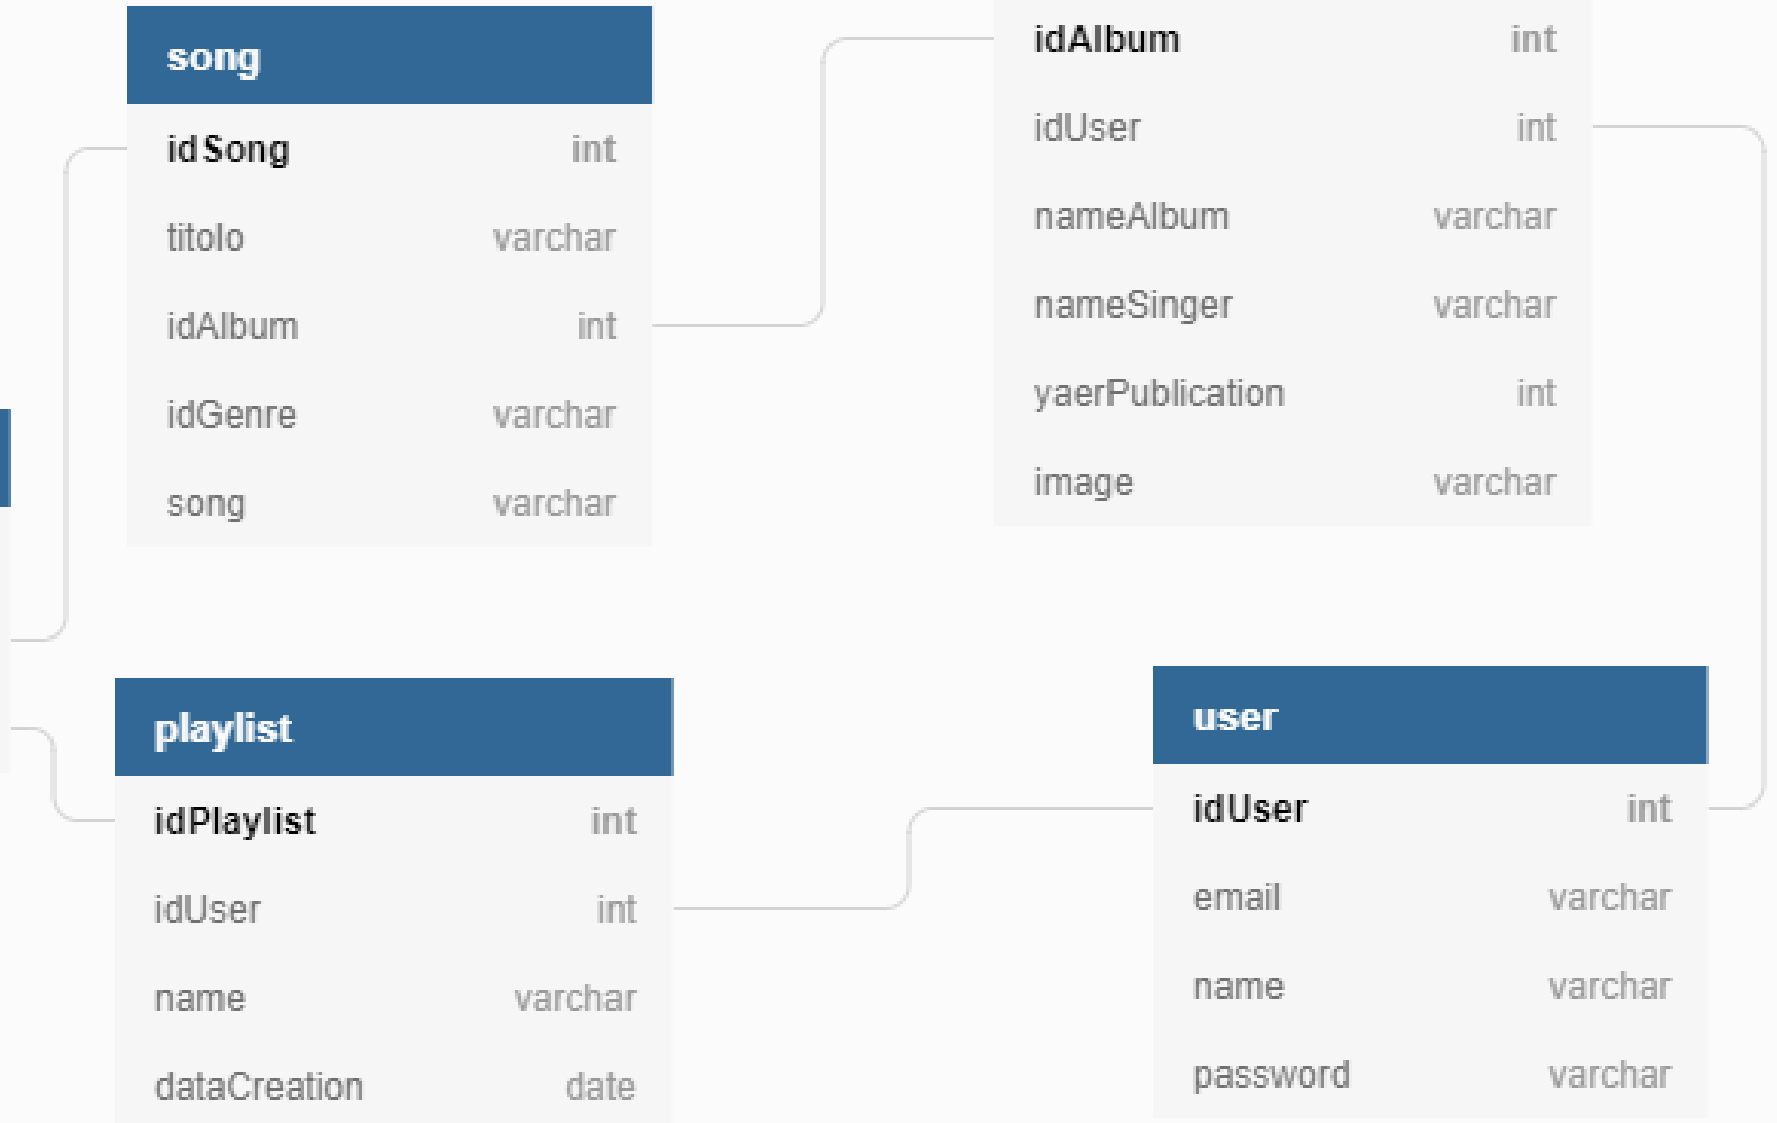 song
idSong int
titolo varchar
idAlbum int
idGenre varchar
song varchar
idAlbum int
idUser int
nameAlbum varchar
nameSinger varchar
yaerPublication int
image varchar
playlist
idPlaylist int
idUser int
name varchar
dataCreation date
user
idUser int
email varchar
name varchar
password varchar